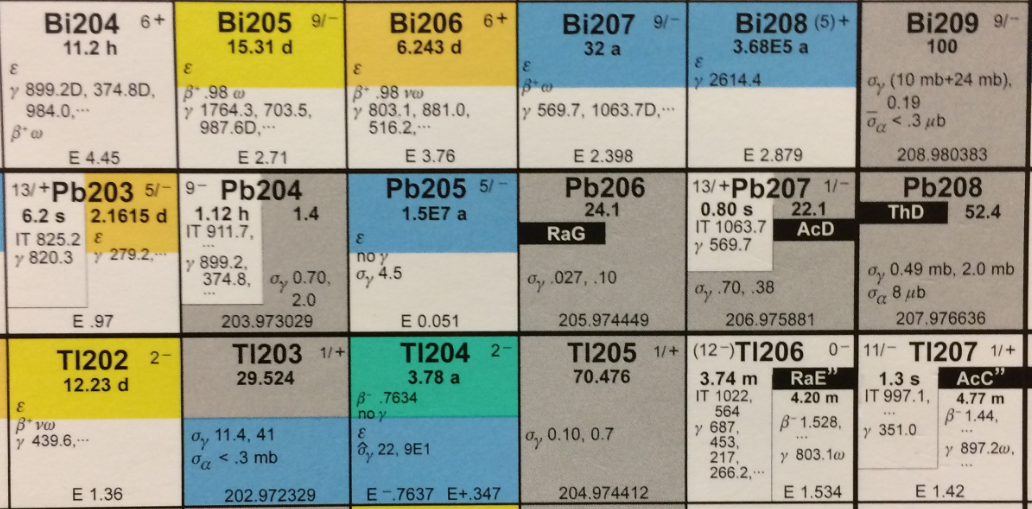 Bi204 6+
11.2 h
ε
γ 899.2D, 374.8D,
984.0,···
β⁺ω
E 4.45
Bi205 9/−
15.31 d
ε
β⁺ .98 ω
γ 1764.3, 703.5,
987.6D,···
E 2.71
Bi206 6+
6.243 d
ε
β⁺ .98 νω
γ 803.1, 881.0,
516.2,···
E 3.76
Bi207 9/−
32 a
ε
β⁺ω
γ 569.7, 1063.7D,···
E 2.398
Bi208 (5)+
3.68E5 a
ε
γ 2614.4
E 2.879
Bi209 9/−
100
σγ (10 mb+24 mb),
0.19
σ̅α < .3 μb
208.980383
13/+ Pb203 5/−
6.2 s
IT 825.2
γ 820.3
2.1615 d
ε
γ 279.2,···
E .97
9− Pb204
1.12 h
IT 911.7,
···
γ 899.2,
374.8,
···
1.4
σγ 0.70,
2.0
203.973029
Pb205 5/−
1.5E7 a
ε
no γ
σγ 4.5
E 0.051
Pb206
24.1
RaG
σγ .027, .10
205.974449
13/+ Pb207 1/−
0.80 s
IT 1063.7
γ 569.7
22.1
AcD
σγ .70, .38
206.975881
Pb208
ThD 52.4
σγ 0.49 mb, 2.0 mb
σα 8 μb
207.976636
Tl202 2−
12.23 d
ε
β⁺νω
γ 439.6,···
E 1.36
Tl203 1/+
29.524
σγ 11.4, 41
σα < .3 mb
202.972329
Tl204 2−
3.78 a
β− .7634
no γ
ε
σ̂γ 22, 9E1
E −.7637 E+.347
Tl205 1/+
70.476
σγ 0.10, 0.7
204.974412
(12−) Tl206 0−
3.74 m
IT 1022,
564
γ 687,
453,
217,
266.2,···
RaE”
4.20 m
β− 1.528,
···
γ 803.1ω
E 1.534
11/− Tl207 1/+
1.3 s
IT 997.1,
···
γ 351.0
AcC”
4.77 m
β− 1.44,
···
γ 897.2ω,
···
E 1.42